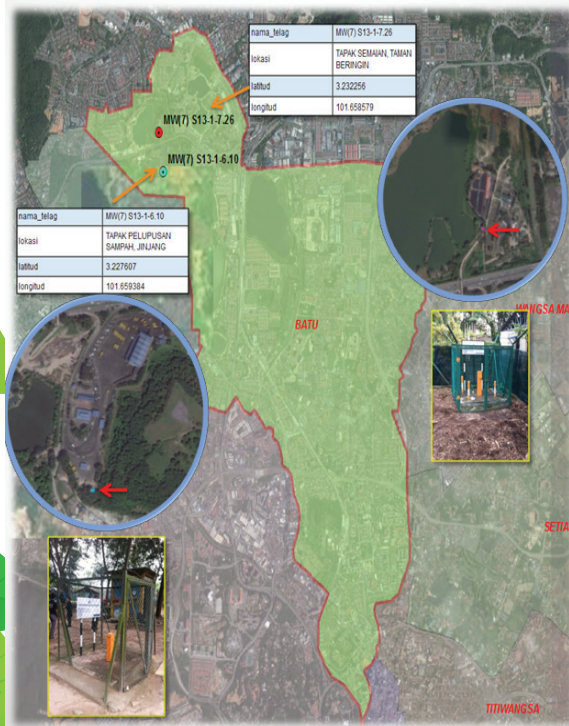 nama_telag MW(7) S13-1-7.26
lokasi TAPAK SEMAIAN, TAMAN
BERINGIN
latitud 3.232256
longitud 101.658579
MW(7) S13-1-7.26
MW(7) S13-1-6.10
nama_telag MW(7) S13-1-6.10
lokasi TAPAK PELUPUSAN
SAMPAH, JINJANG
latitud 3.227607
longitud 101.659384
BATU
WANGSA MA
SETIA
TITIWANGSA